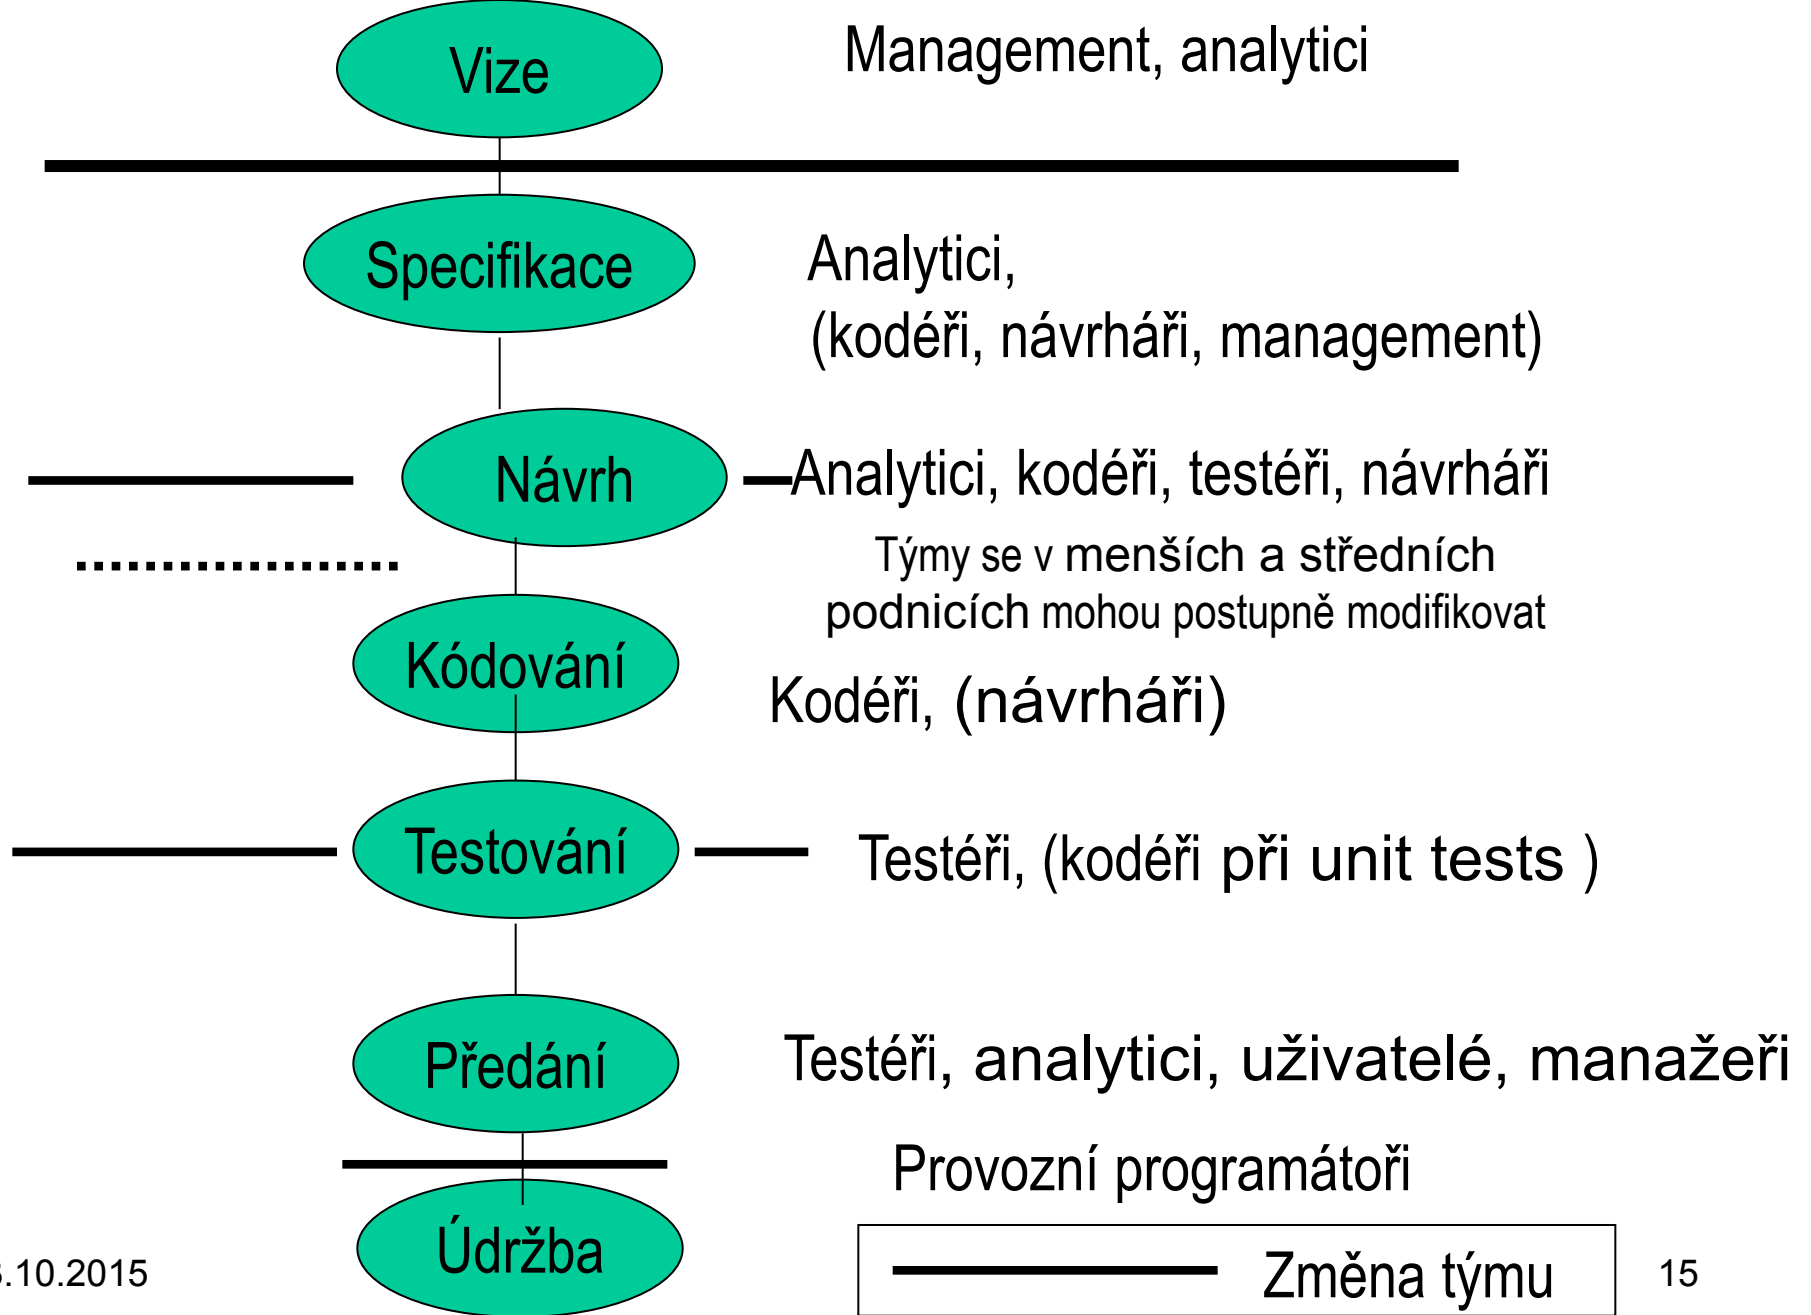 Vize
Management, analytici
Specifikace
Analytici,
(kodéři, návrháři, management)
Návrh
Analytici, kodéři, testéři, návrháři
Týmy se v menších a středních
podnicích mohou postupně modifikovat
Kódování
Kodéři, (návrháři)
Testování
Testéři, (kodéři při unit tests )
Předání
Testéři, analytici, uživatelé, manažeři
Provozní programátoři
Údržba
Změna týmu
.10.2015
15